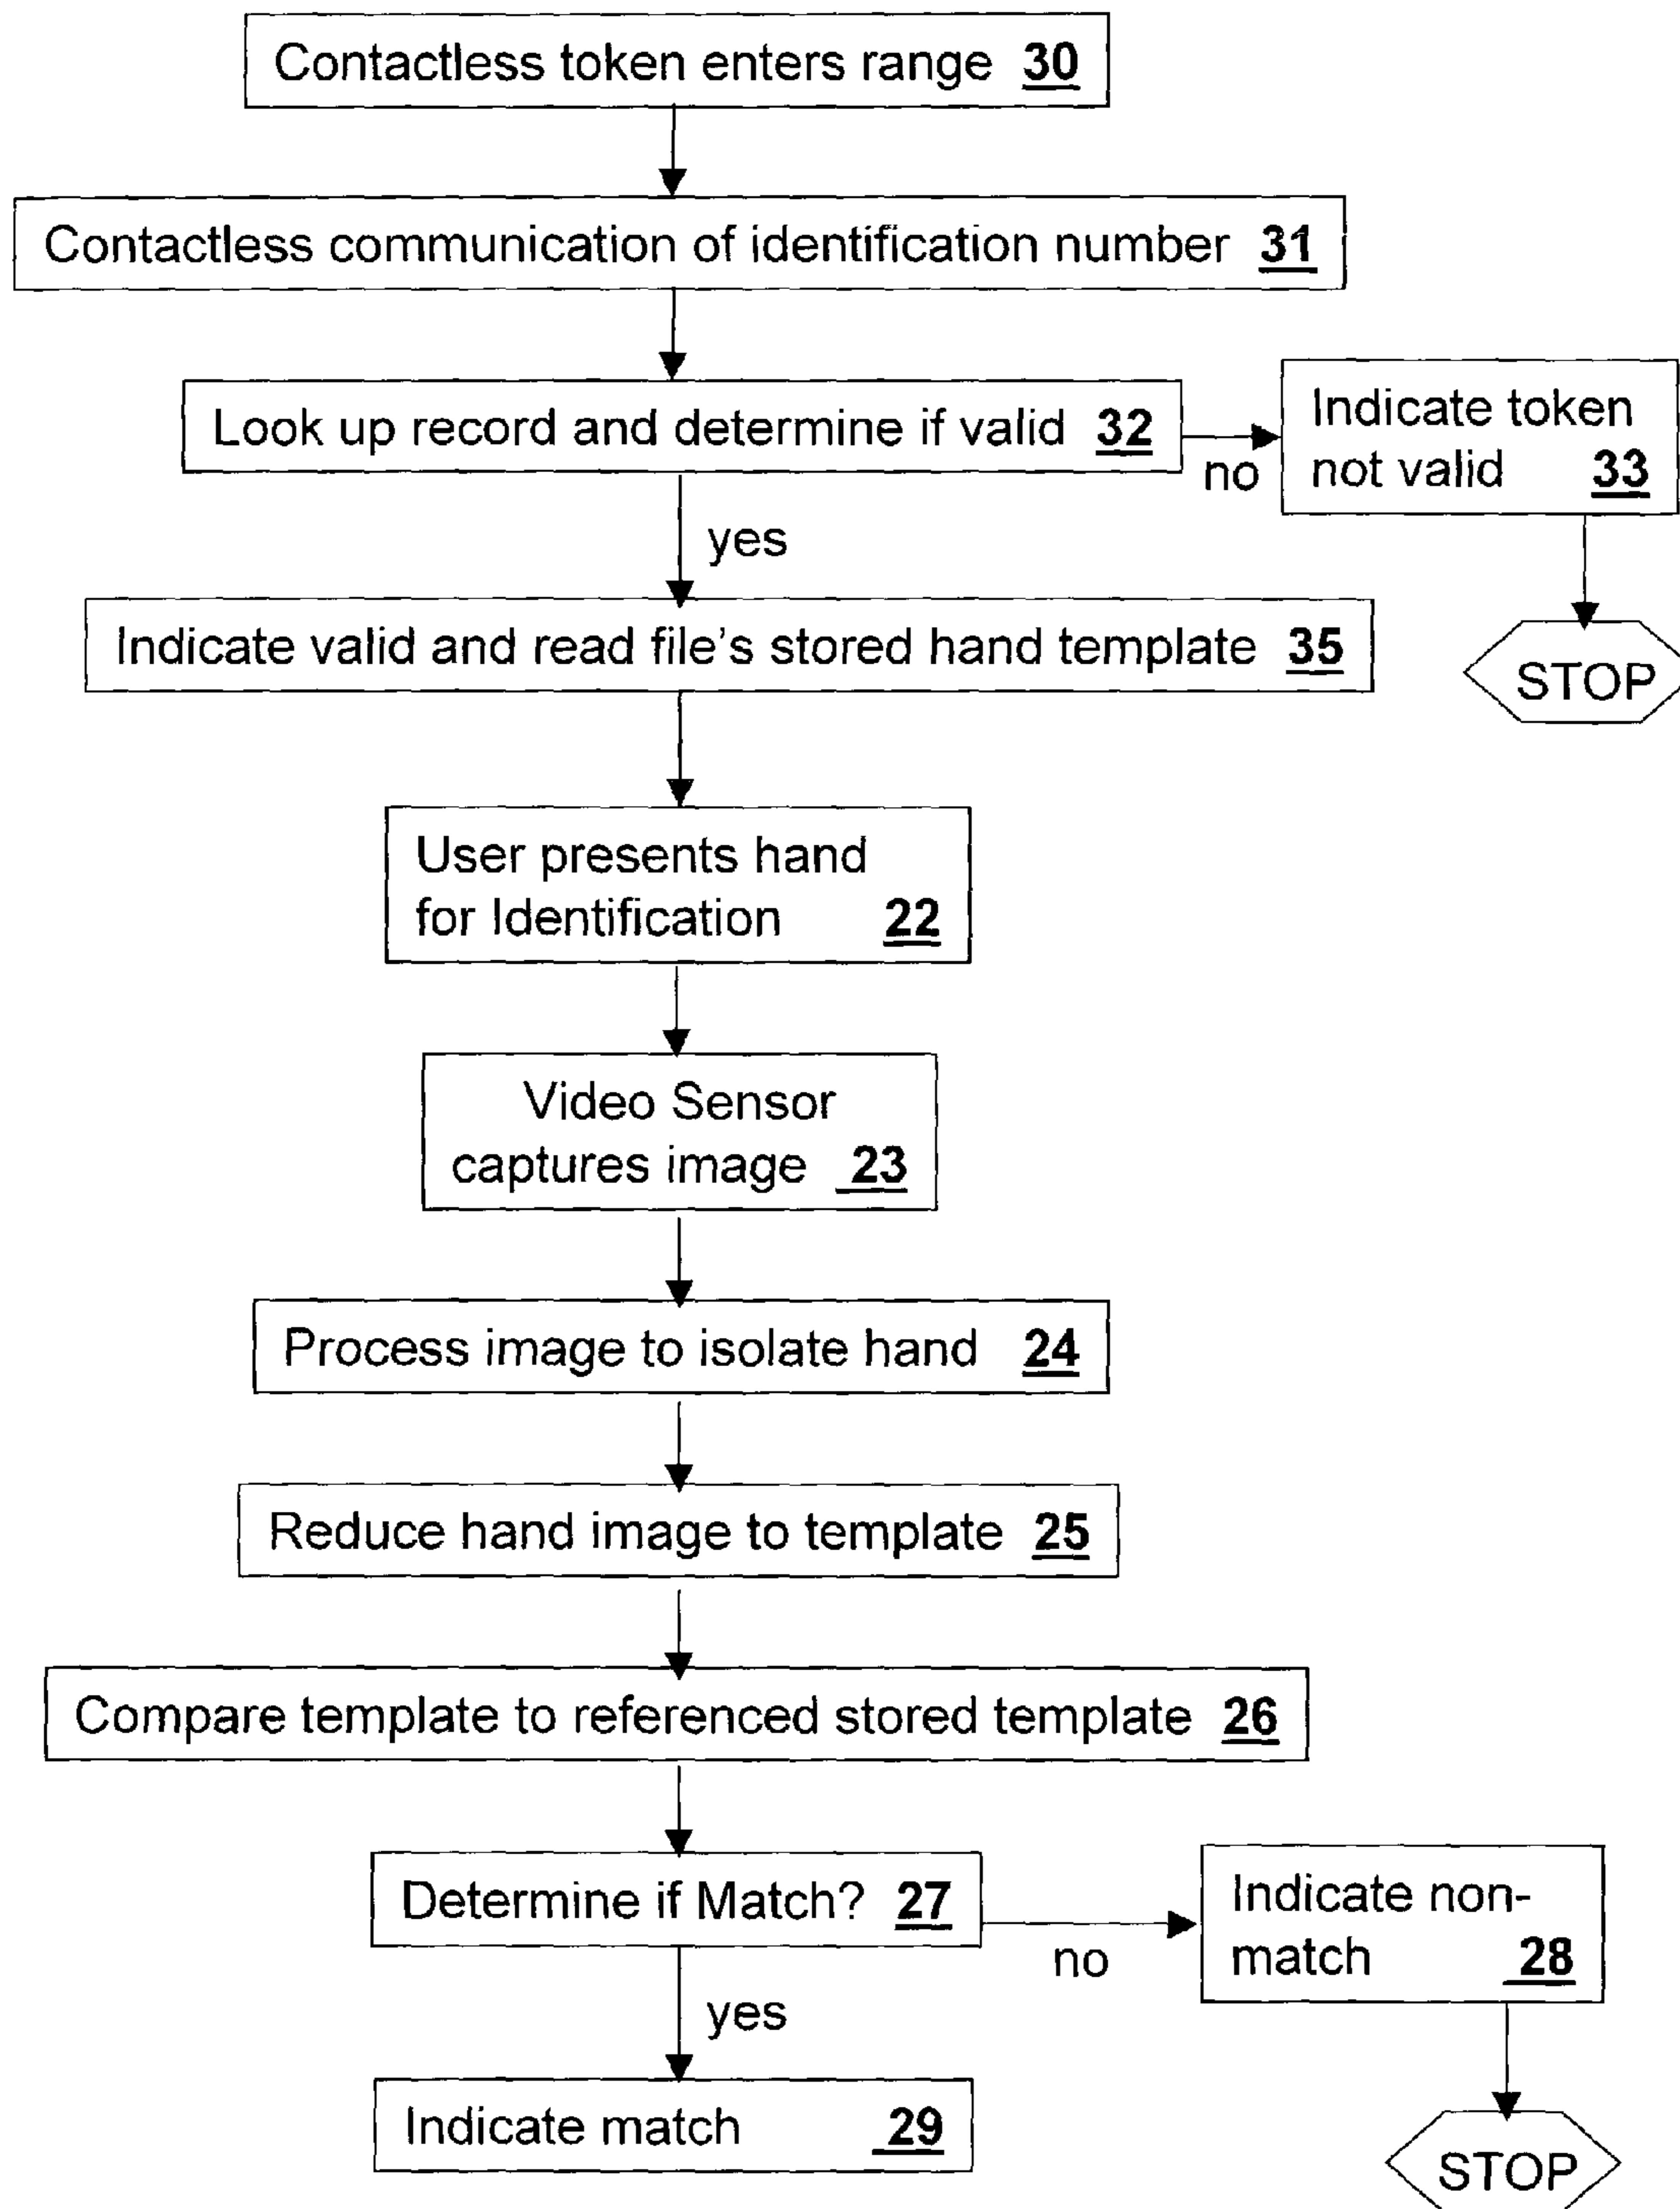 Contactless token enters range 30
Contactless communication of identification number 31
Look up record and determine if valid 32
no
Indicate token
not valid 33
STOP
yes
Indicate valid and read file's stored hand template 35
User presents hand
for Identification 22
Video Sensor
captures image 23
Process image to isolate hand 24
Reduce hand image to template 25
Compare template to referenced stored template 26
Determine if Match? 27
no
Indicate non-
match 28
STOP
yes
Indicate match 29